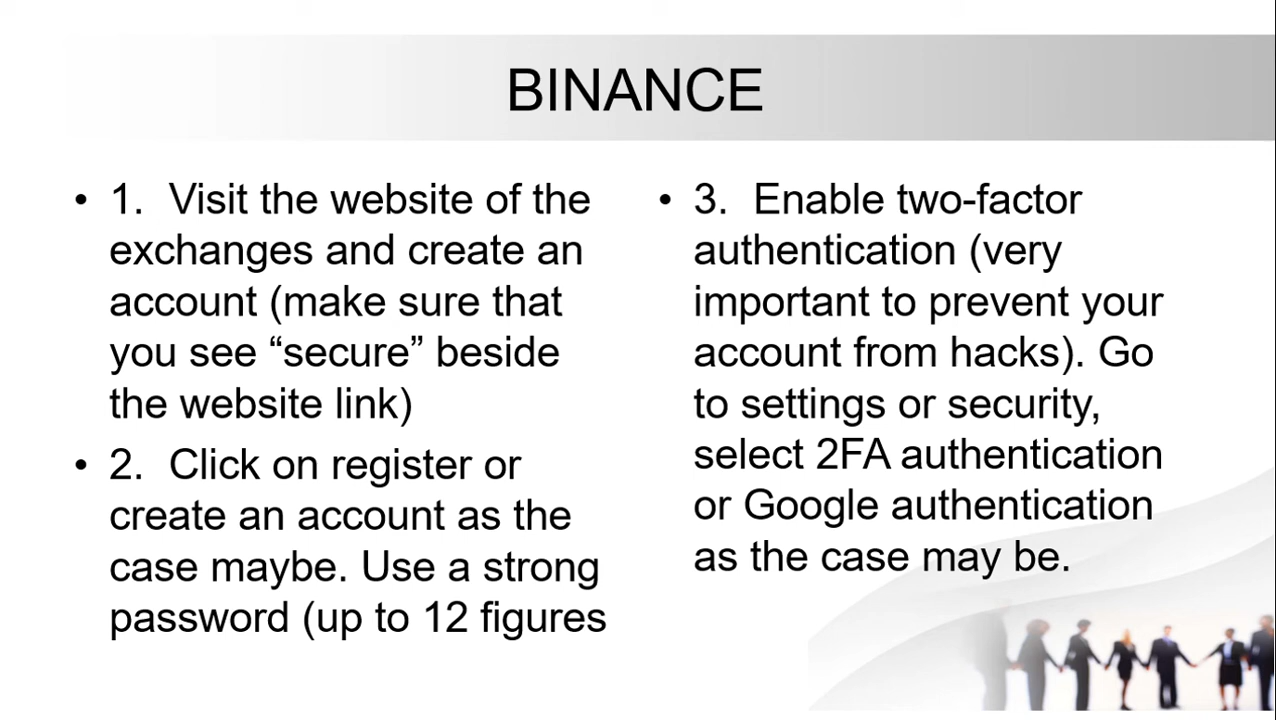 BINANCE
• 1. Visit the website of the
exchanges and create an
account (make sure that
you see “secure” beside
the website link)
• 2. Click on register or
create an account as the
case maybe. Use a strong
password (up to 12 figures
• 3. Enable two-factor
authentication (very
important to prevent your
account from hacks). Go
to settings or security,
select 2FA authentication
or Google authentication
as the case may be.